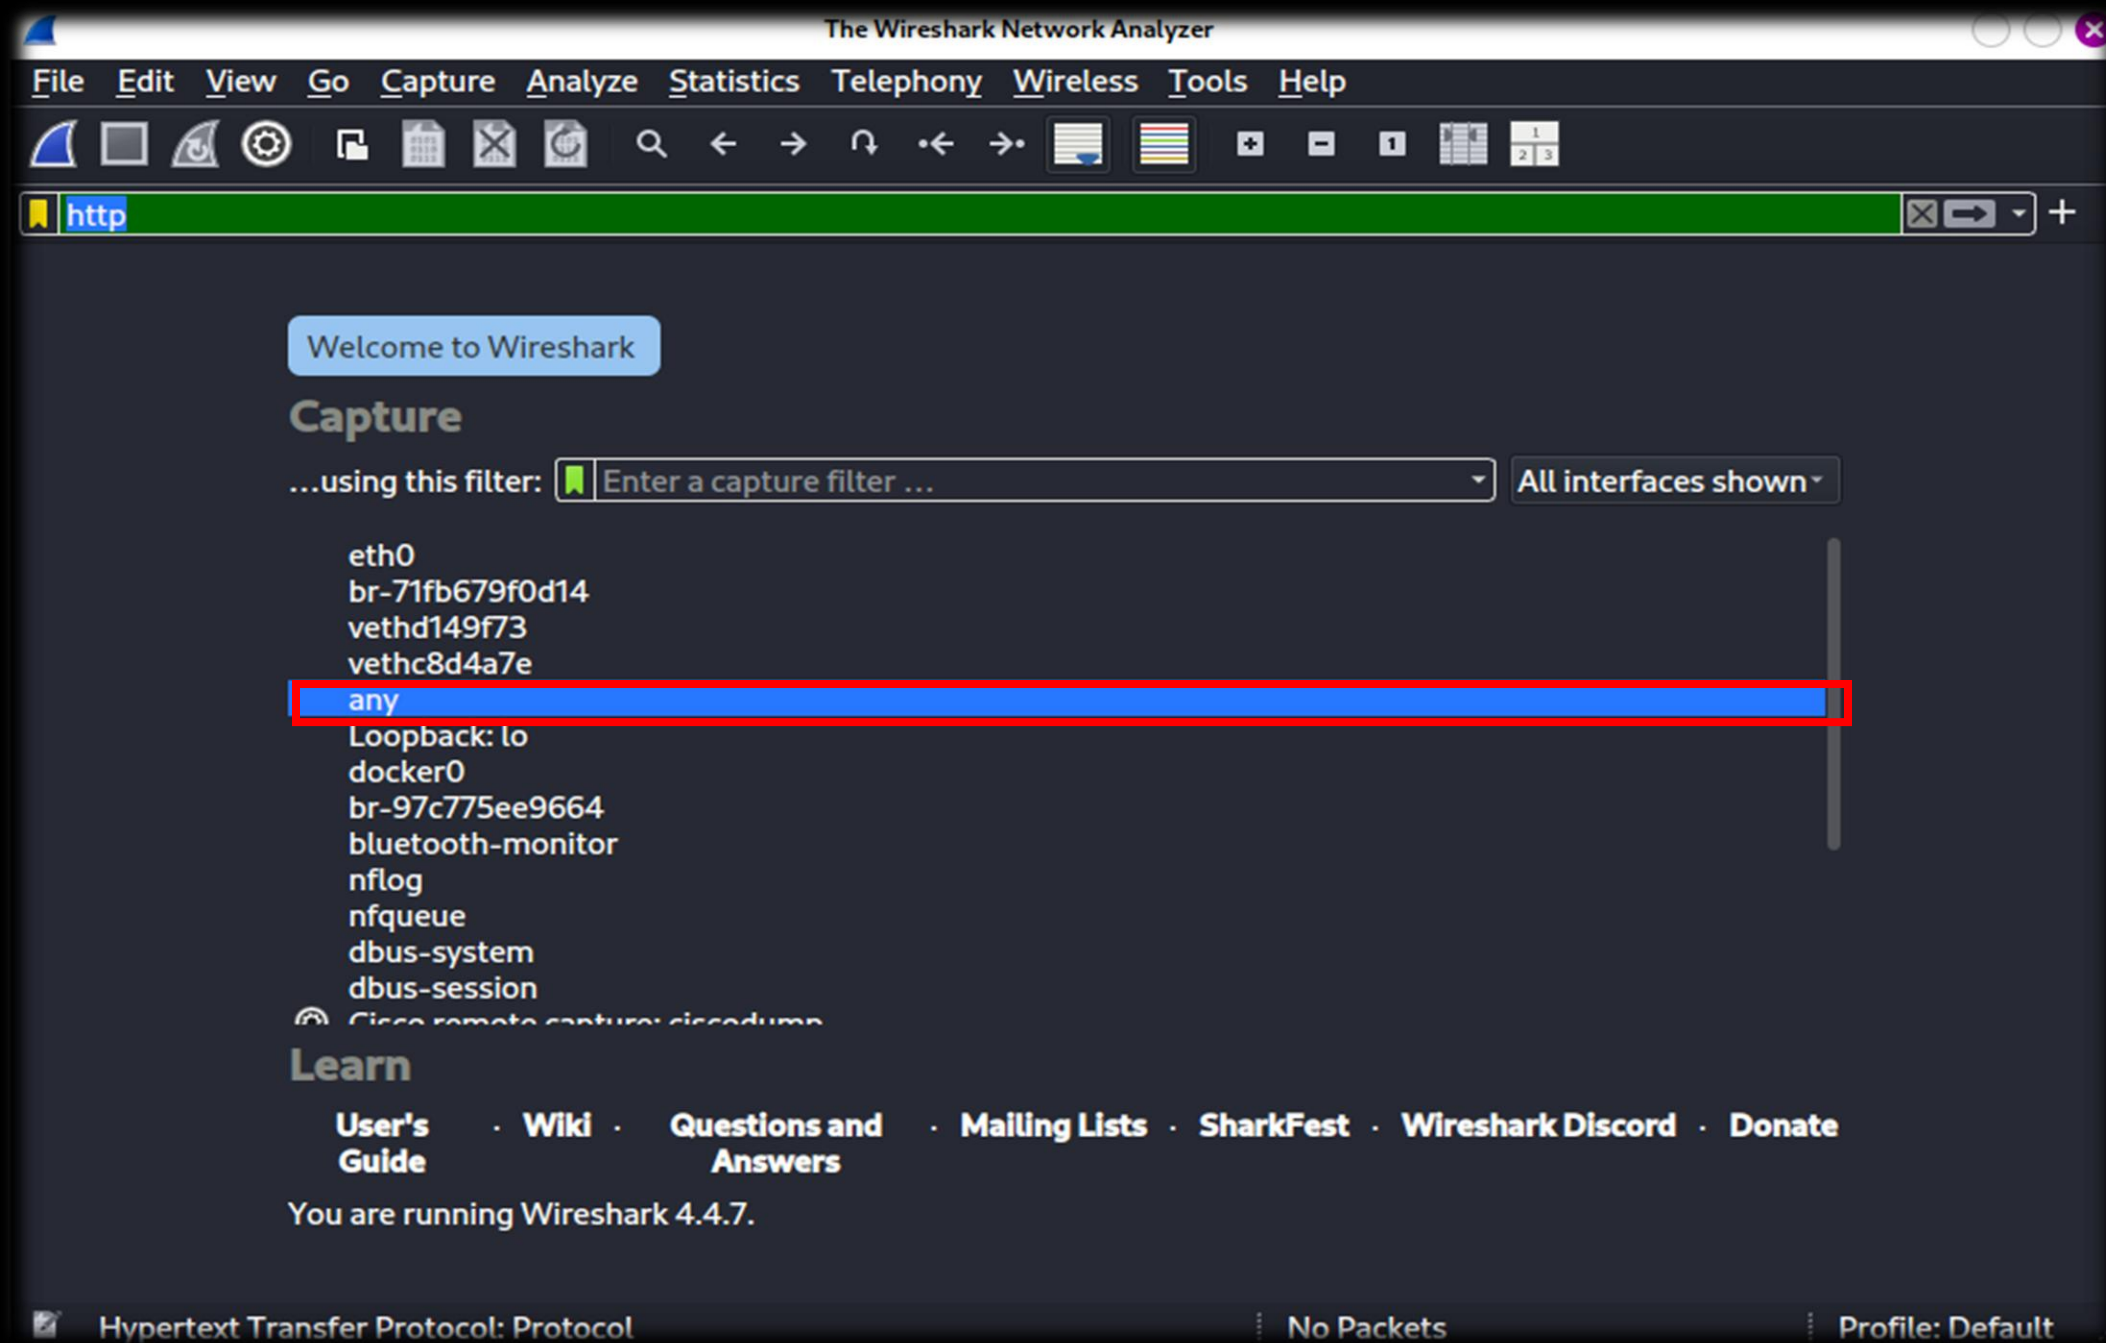 The Wireshark Network Analyzer
File Edit View Go Capture Analyze Statistics Telephony Wireless Tools Help
http
Welcome to Wireshark
Capture
...using this filter: Enter a capture filter ... All interfaces shown
eth0
br-71fb679f0d14
vethd149f73
vethc8d4a7e
any
Loopback: lo
docker0
br-97c775ee9664
bluetooth-monitor
nflog
nfqueue
dbus-system
dbus-session
Cisco remote capture: ciscodump
Learn
User's Guide · Wiki · Questions and Answers · Mailing Lists · SharkFest · Wireshark Discord · Donate
You are running Wireshark 4.4.7.
Hypertext Transfer Protocol: Protocol No Packets Profile: Default